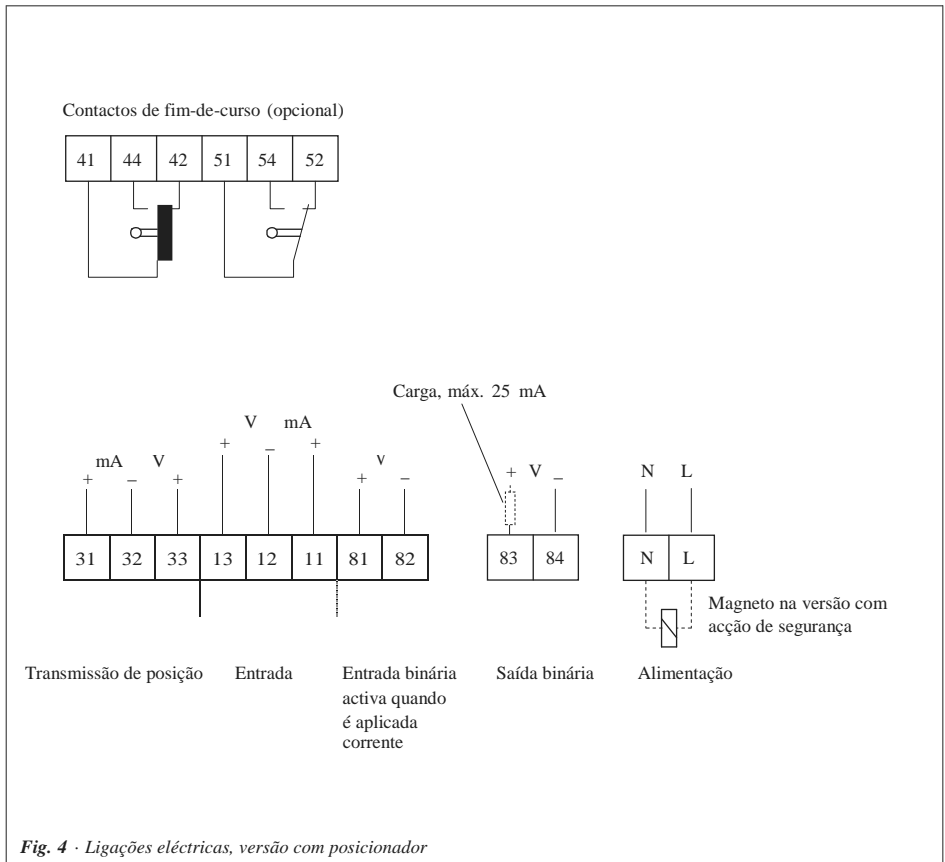 Contactos de fim-de-curso (opcional)
41 44 42 51 54 52
Carga, máx. 25 mA
V mA
+ – +
mA V
+ – +
V
+ –
+ V –
N L
31 32 33 13 12 11 81 82
83 84
N L
Magneto na versão com
acção de segurança
Transmissão de posição
Entrada
Entrada binária
activa quando
é aplicada
corrente
Saída binária
Alimentação
Fig. 4 · Ligações eléctricas, versão com posicionador